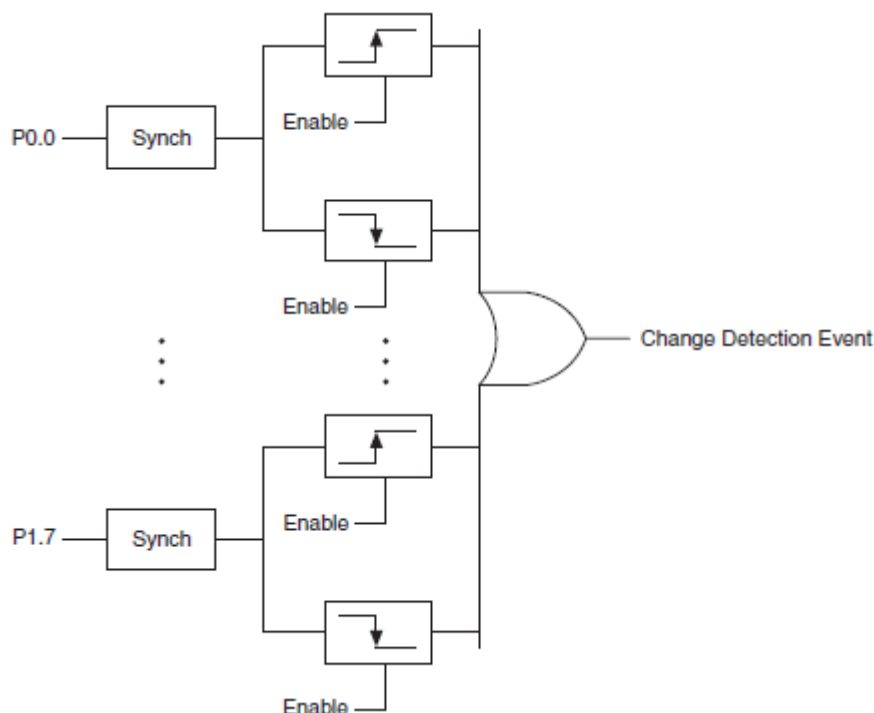 Enable
P0.0
Synch
Enable
Change Detection Event
Enable
P1.7
Synch
Enable